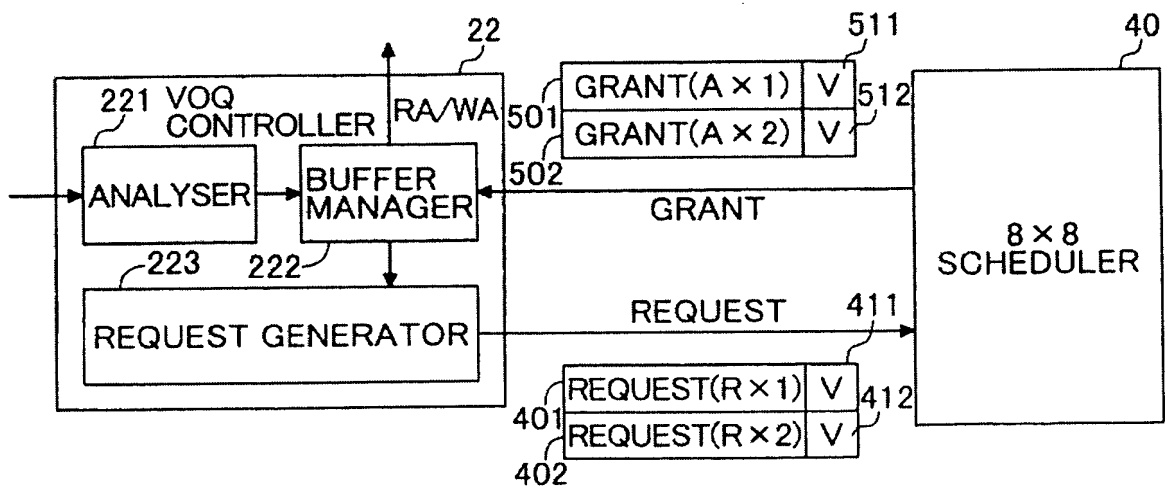 22
511
40
221
VOQ
CONTROLLER
RA/WA
501
GRANT(A×1) V
512
GRANT(A×2) V
502
ANALYSER
BUFFER
MANAGER
GRANT
8×8
SCHEDULER
223
222
REQUEST GENERATOR
REQUEST
411
REQUEST(R×1) V
401
412
REQUEST(R×2) V
402